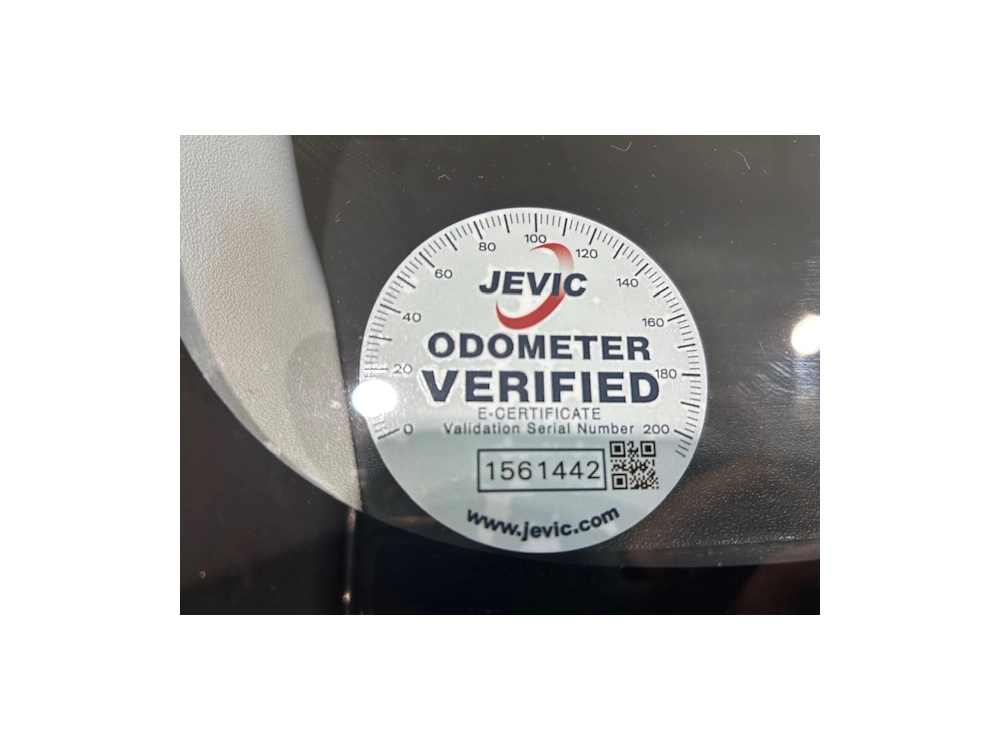 100
80
120
60
140
JEVIC
40
160
ODOMETER
20
180
VERIFIED
E-CERTIFICATE
0
Validation Serial Number
200
1561442
www.jevic.com